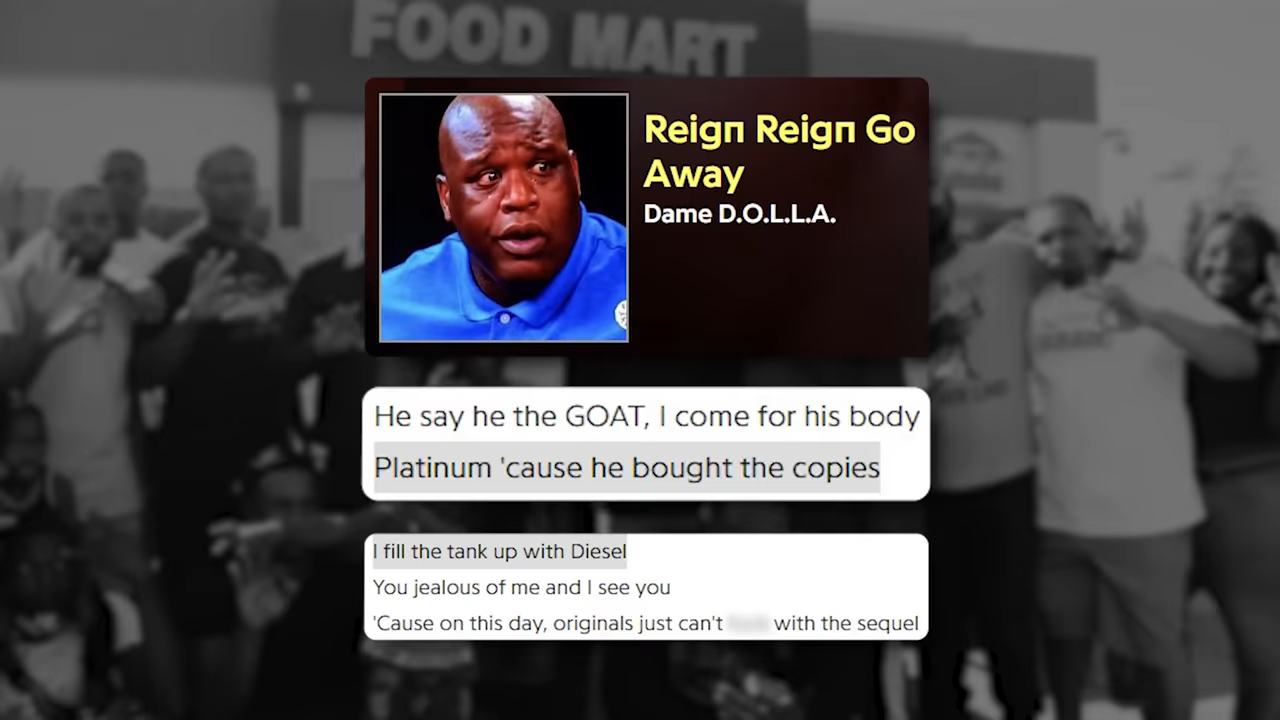 FOOD MART
Reign Reign Go
Away
Dame D.O.L.L.A.
He say he the GOAT, I come for his body
Platinum 'cause he bought the copies
I fill the tank up with Diesel
You jealous of me and I see you
'Cause on this day, originals just can't with the sequel